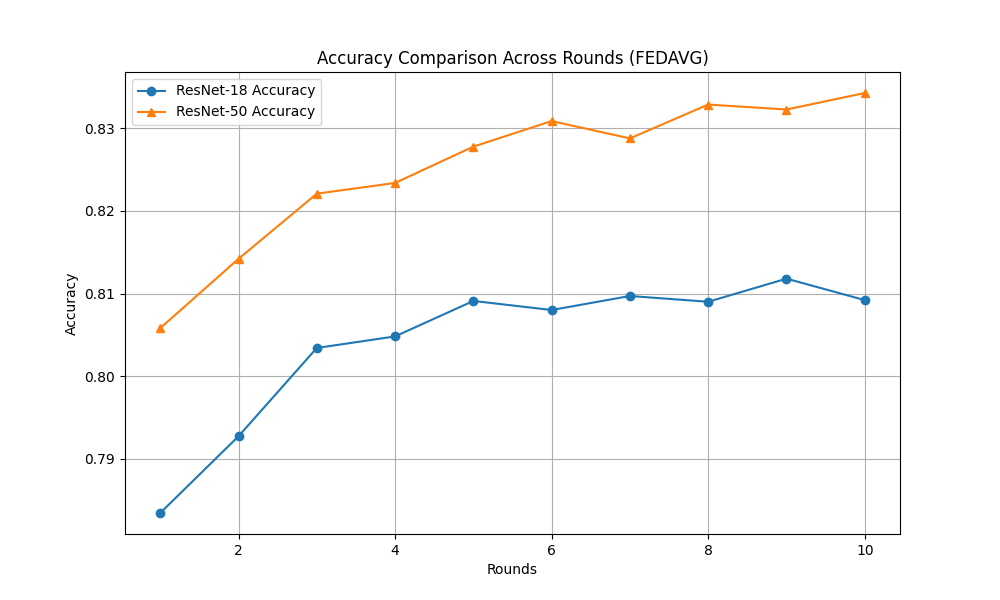 Accuracy Comparison Across Rounds (FEDAVG)
ResNet-18 Accuracy
ResNet-50 Accuracy
Accuracy
0.83
0.82
0.81
0.80
0.79
2 4 6 8 10
Rounds